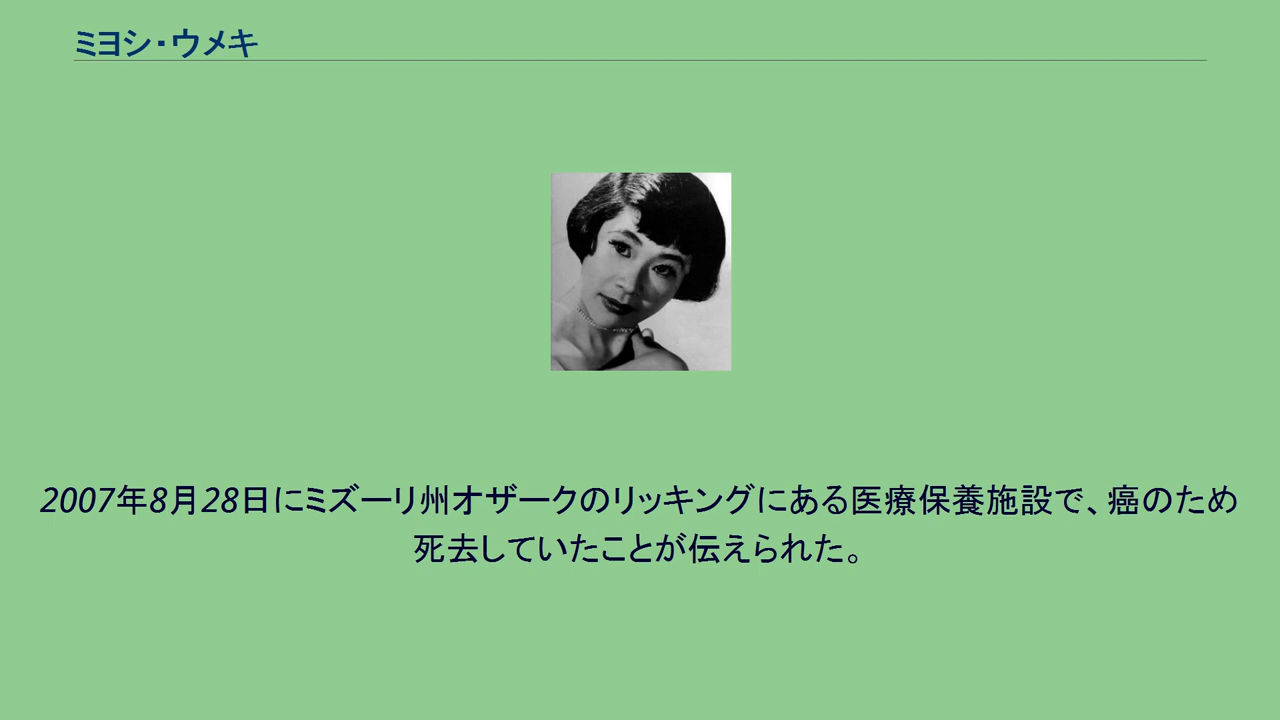 ミヨシ・ウメキ
2007年8月28日にミズーリ州オザークのリッキングにある医療保養施設で、癌のため
死去していたことが伝えられた。